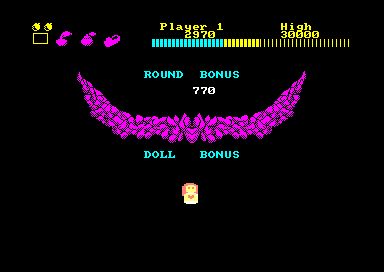 Player 1 High
2970 30000
ROUND BONUS
770
DOLL BONUS